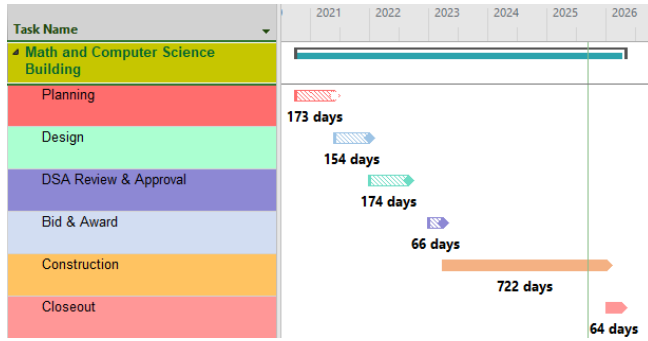 2021 2022 2023 2024 2025 2026
Task Name
Math and Computer Science
Building
Planning
173 days
Design
154 days
DSA Review & Approval
174 days
Bid & Award
66 days
Construction
722 days
Closeout
64 days